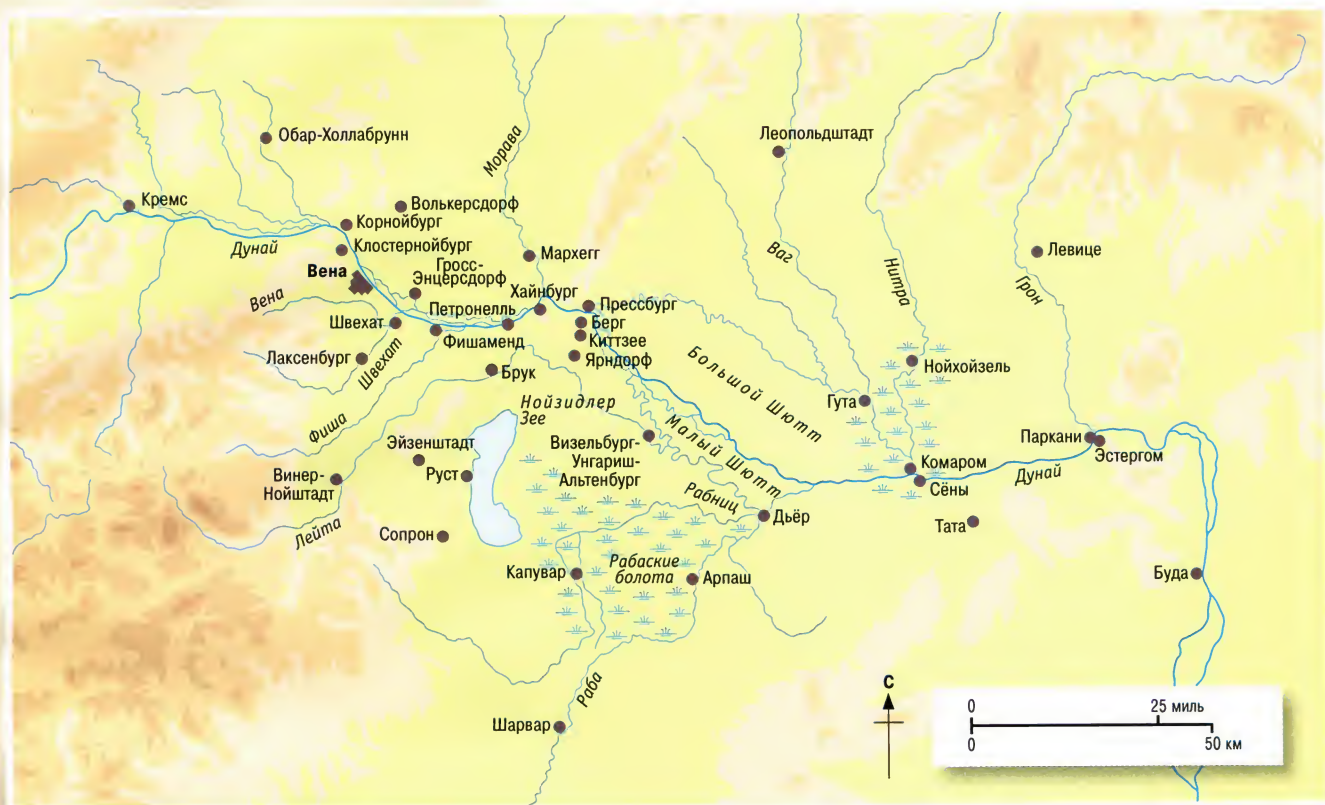 Обар-Холлабрунн
Морава
Леопольдштадт
Кремс
Волькерсдорф
Корнойбург
Дунай
Клостернойбург
Мархегг
Левице
Ваг
Нитра
Грон
Вена
Гросс-
Энцерсдорф
Вена
Хайнбург
Петронелль
Прессбург
Швехат
Берг
Фишаменд
Киттзее
Лаксенбург
Швехат
Ярндорф
Брук
Большой Шютт
Нойхойзель
Нойзидлер
Зее
Гута
Фиша
Малый Шютт
Эйзенштадт
Визельбург-
Унгариш-
Альтенбург
Паркани
Эстергом
Руст
Комаром
Дунай
Винер-
Нойштадт
Сёны
Рабниц
Лейта
Дьёр
Тата
Сопрон
Рабаские
болота
Капувар
Арпаш
Буда
Раба
С
Шарвар
0 25 миль
0 50 км